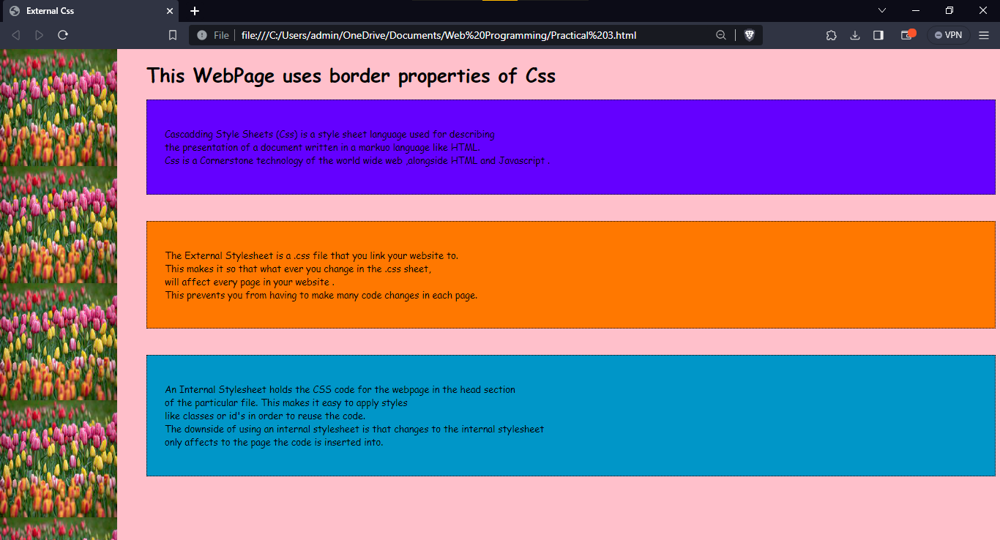 External Css
File
file:///C:/Users/admin/OneDrive/Documents/Web%20Programming/Practical%203.html
VPN
This WebPage uses border properties of Css
Cascadding Style Sheets (Css) is a style sheet language used for describing
the presentation of a document written in a markuo language like HTML.
Css is a Cornerstone technology of the world wide web ,alongside HTML and Javascript .
The External Stylesheet is a .css file that you link your website to.
This makes it so that what ever you change in the .css sheet,
will affect every page in your website .
This prevents you from having to make many code changes in each page.
An Internal Stylesheet holds the CSS code for the webpage in the head section
of the particular file. This makes it easy to apply styles
like classes or id's in order to reuse the code.
The downside of using an internal stylesheet is that changes to the internal stylesheet
only affects to the page the code is inserted into.